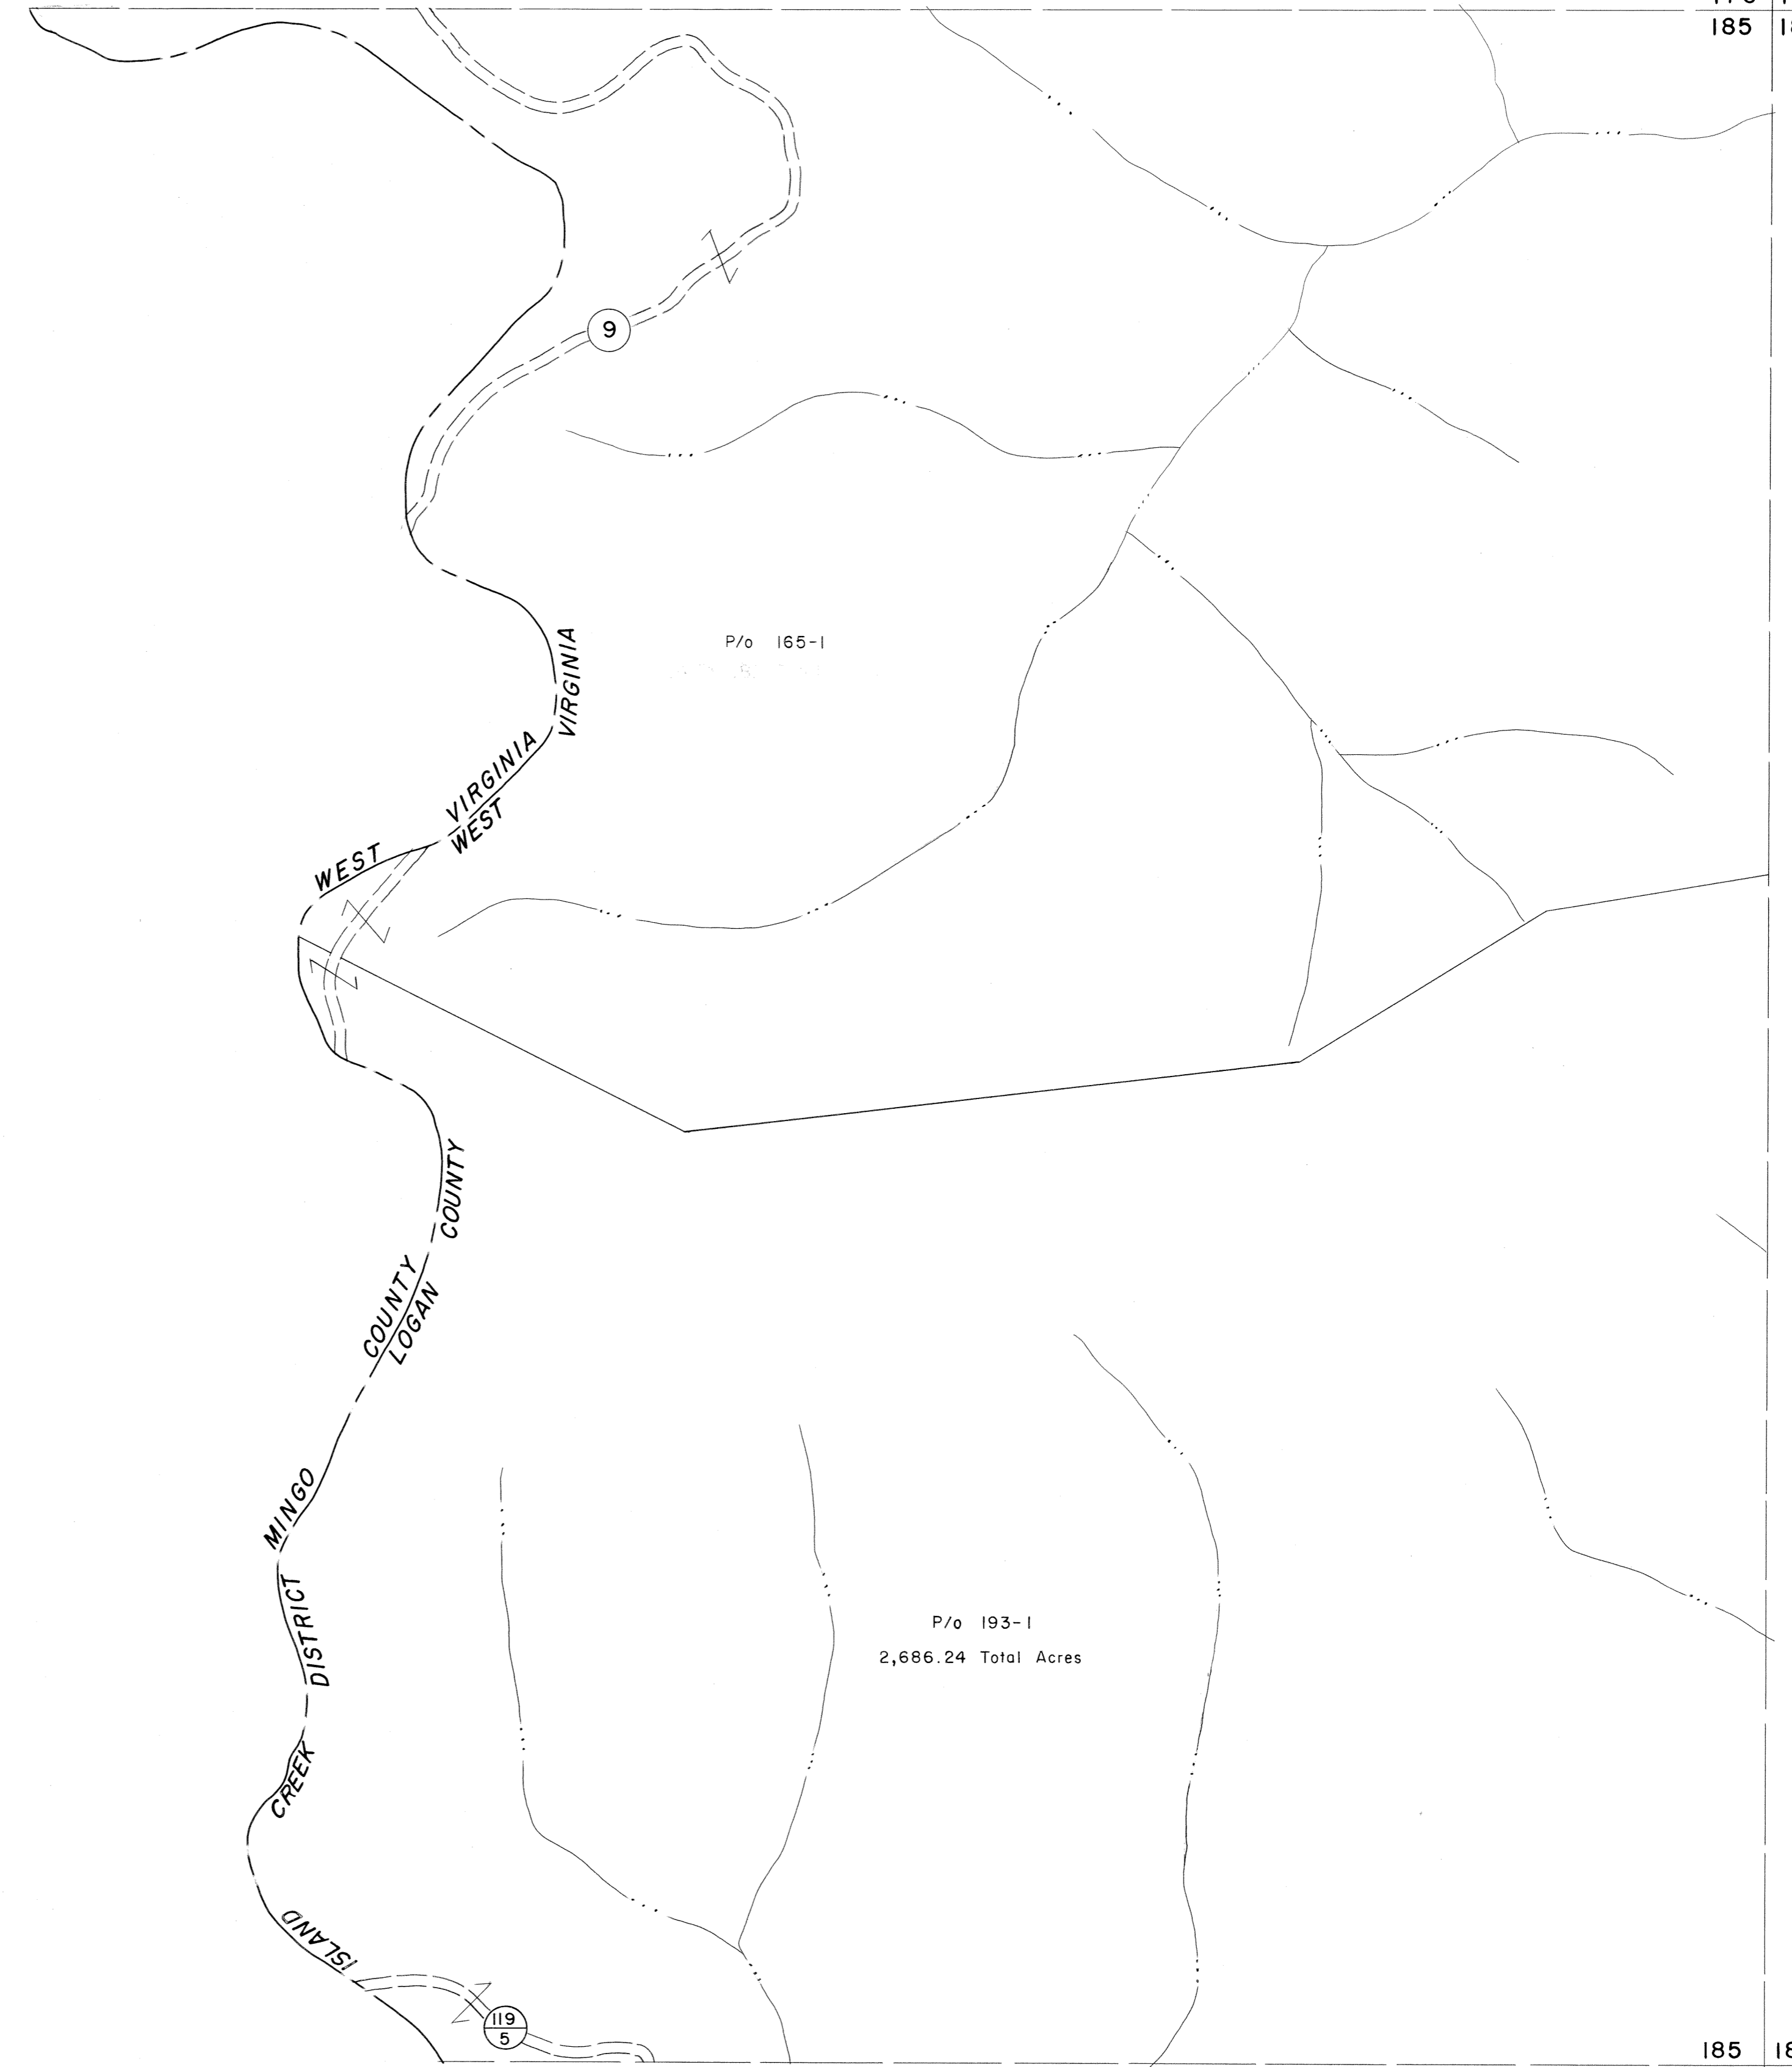 185
9
P/o 165-1
WEST VIRGINIA
WEST VIRGINIA
MINGO COUNTY
LOGAN COUNTY
P/o 193-1
2,686.24 Total Acres
ISLAND CREEK DISTRICT
119
5
185